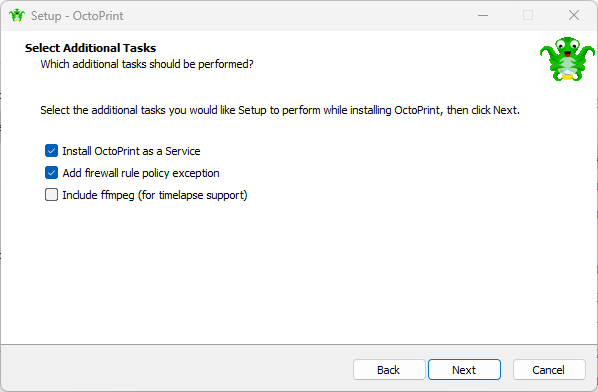 Setup - OctoPrint
Select Additional Tasks
Which additional tasks should be performed?
Select the additional tasks you would like Setup to perform while installing OctoPrint, then click Next.
Install OctoPrint as a Service
Add firewall rule policy exception
Include ffmpeg (for timelapse support)
Back
Next
Cancel